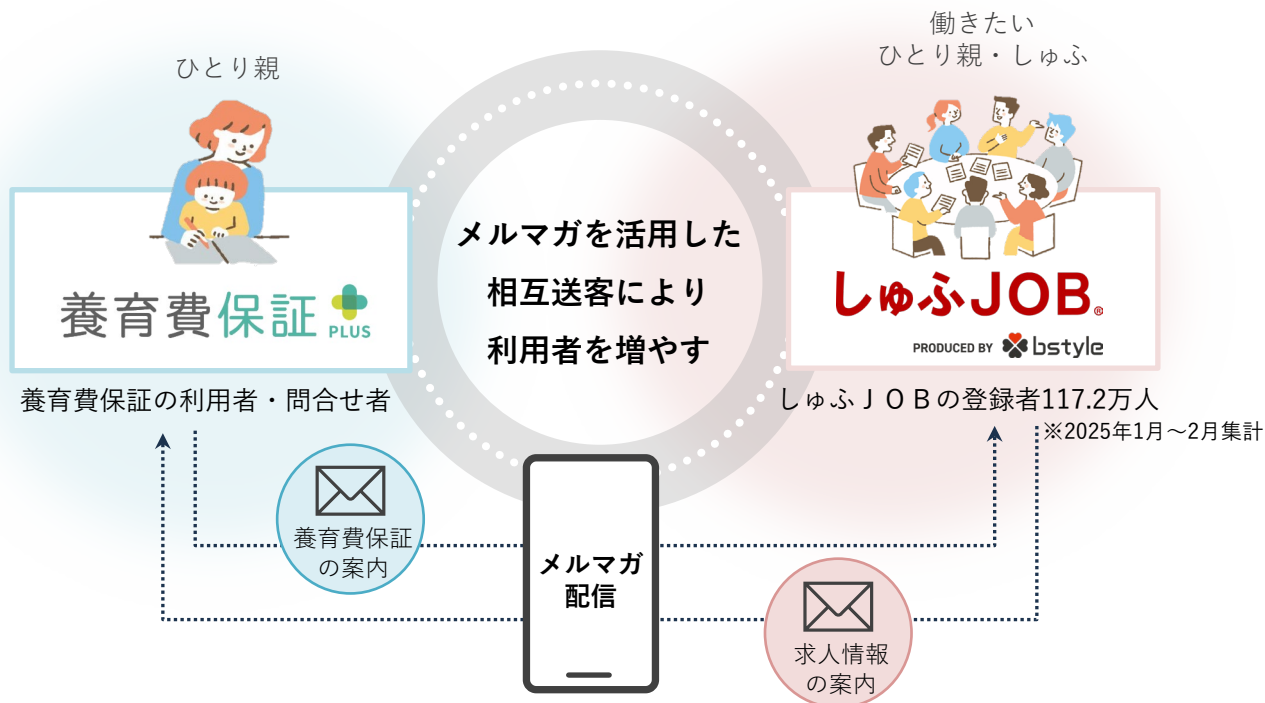 ひとり親
働きたい
ひとり親・しゅふ
養育費保証
PLUS
メルマガを活用した
相互送客により
利用者を増やす
しゅふJOB®
PRODUCED BY bstyle
養育費保証の利用者・問合せ者
しゅふJOBの登録者117.2万人
※2025年1月～2月集計
養育費保証
の案内
メルマガ
配信
求人情報
の案内